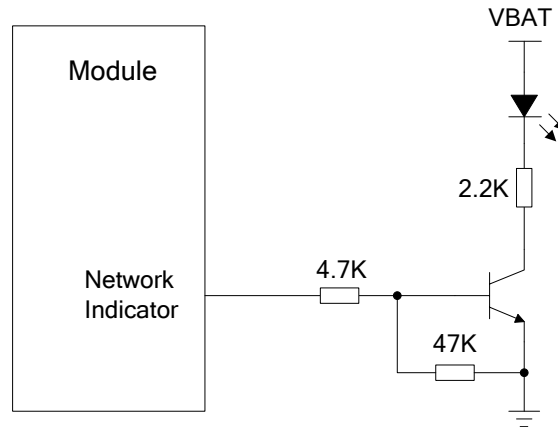 VBAT
Module
2.2K
4.7K
Network
Indicator
47K